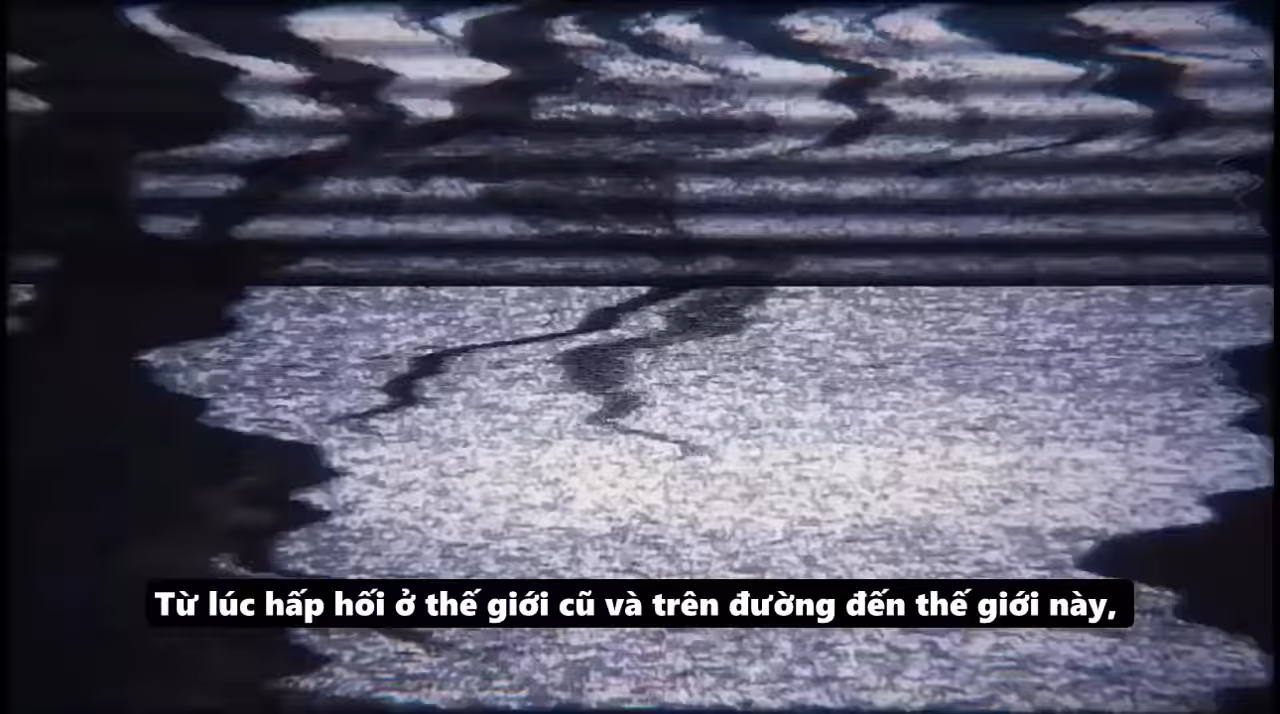 Từ lúc hấp hối ở thế giới cũ và trên đường đến thế giới này,